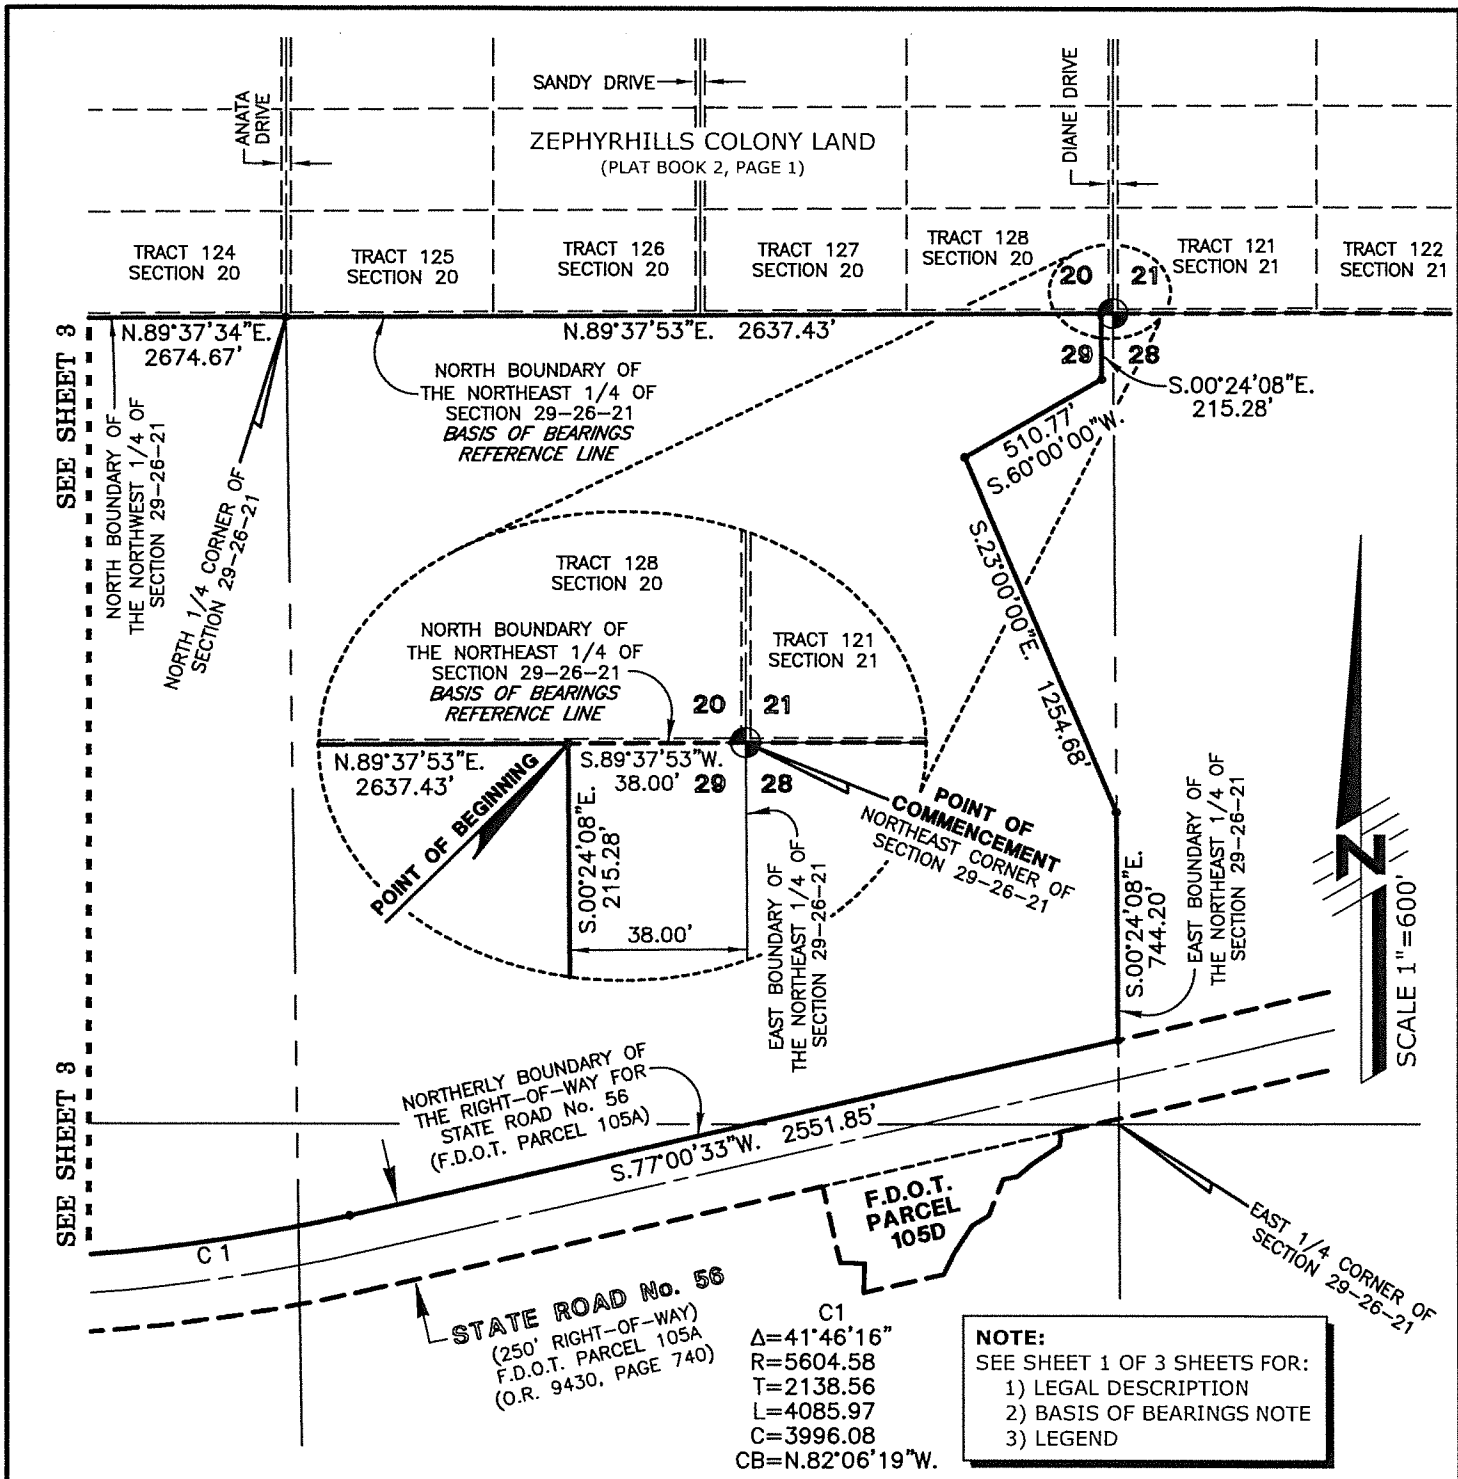 SANDY DRIVE
ANATA
DRIVE
DIANE DRIVE
ZEPHYRHILLS COLONY LAND
(PLAT BOOK 2, PAGE 1)
TRACT 124
SECTION 20
TRACT 125
SECTION 20
TRACT 126
SECTION 20
TRACT 127
SECTION 20
TRACT 128
SECTION 20
TRACT 121
SECTION 21
TRACT 122
SECTION 21
20 21
29 28
SEE SHEET 3
N.89°37'34"E.
2674.67'
N.89°37'53"E. 2637.43'
NORTH BOUNDARY OF
THE NORTHEAST 1/4 OF
SECTION 29-26-21
BASIS OF BEARINGS
REFERENCE LINE
S.00°24'08"E.
215.28'
510.77'
S.60°00'00"W.
NORTH BOUNDARY OF
THE NORTHWEST 1/4 OF
SECTION 29-26-21
NORTH 1/4 CORNER OF
SECTION 29-26-21
S.23°00'00"E. 1254.68'
TRACT 128
SECTION 20
NORTH BOUNDARY OF
THE NORTHEAST 1/4 OF
SECTION 29-26-21
BASIS OF BEARINGS
REFERENCE LINE
TRACT 121
SECTION 21
20 21
N.89°37'53"E.
2637.43'
S.89°37'53"W.
38.00'
29 28
POINT OF BEGINNING
S.00°24'08"E.
215.28'
38.00'
POINT OF
COMMENCEMENT
NORTHEAST CORNER OF
SECTION 29-26-21
EAST BOUNDARY OF
THE NORTHEAST 1/4 OF
SECTION 29-26-21
S.00°24'08"E.
744.20'
EAST BOUNDARY OF
THE NORTHEAST 1/4 OF
SECTION 29-26-21
N
SCALE 1"=600'
SEE SHEET 3
NORTHERLY BOUNDARY OF
THE RIGHT-OF-WAY FOR
STATE ROAD No. 56
(F.D.O.T. PARCEL 105A)
S.77°00'33"W. 2551.85'
C 1
F.D.O.T.
PARCEL
105D
EAST 1/4 CORNER OF
SECTION 29-26-21
STATE ROAD No. 56
(250' RIGHT-OF-WAY)
F.D.O.T. PARCEL 105A
(O.R. 9430, PAGE 740)
C1
Δ=41°46'16"
R=5604.58
T=2138.56
L=4085.97
C=3996.08
CB=N.82°06'19"W.
NOTE:
SEE SHEET 1 OF 3 SHEETS FOR:
1) LEGAL DESCRIPTION
2) BASIS OF BEARINGS NOTE
3) LEGEND